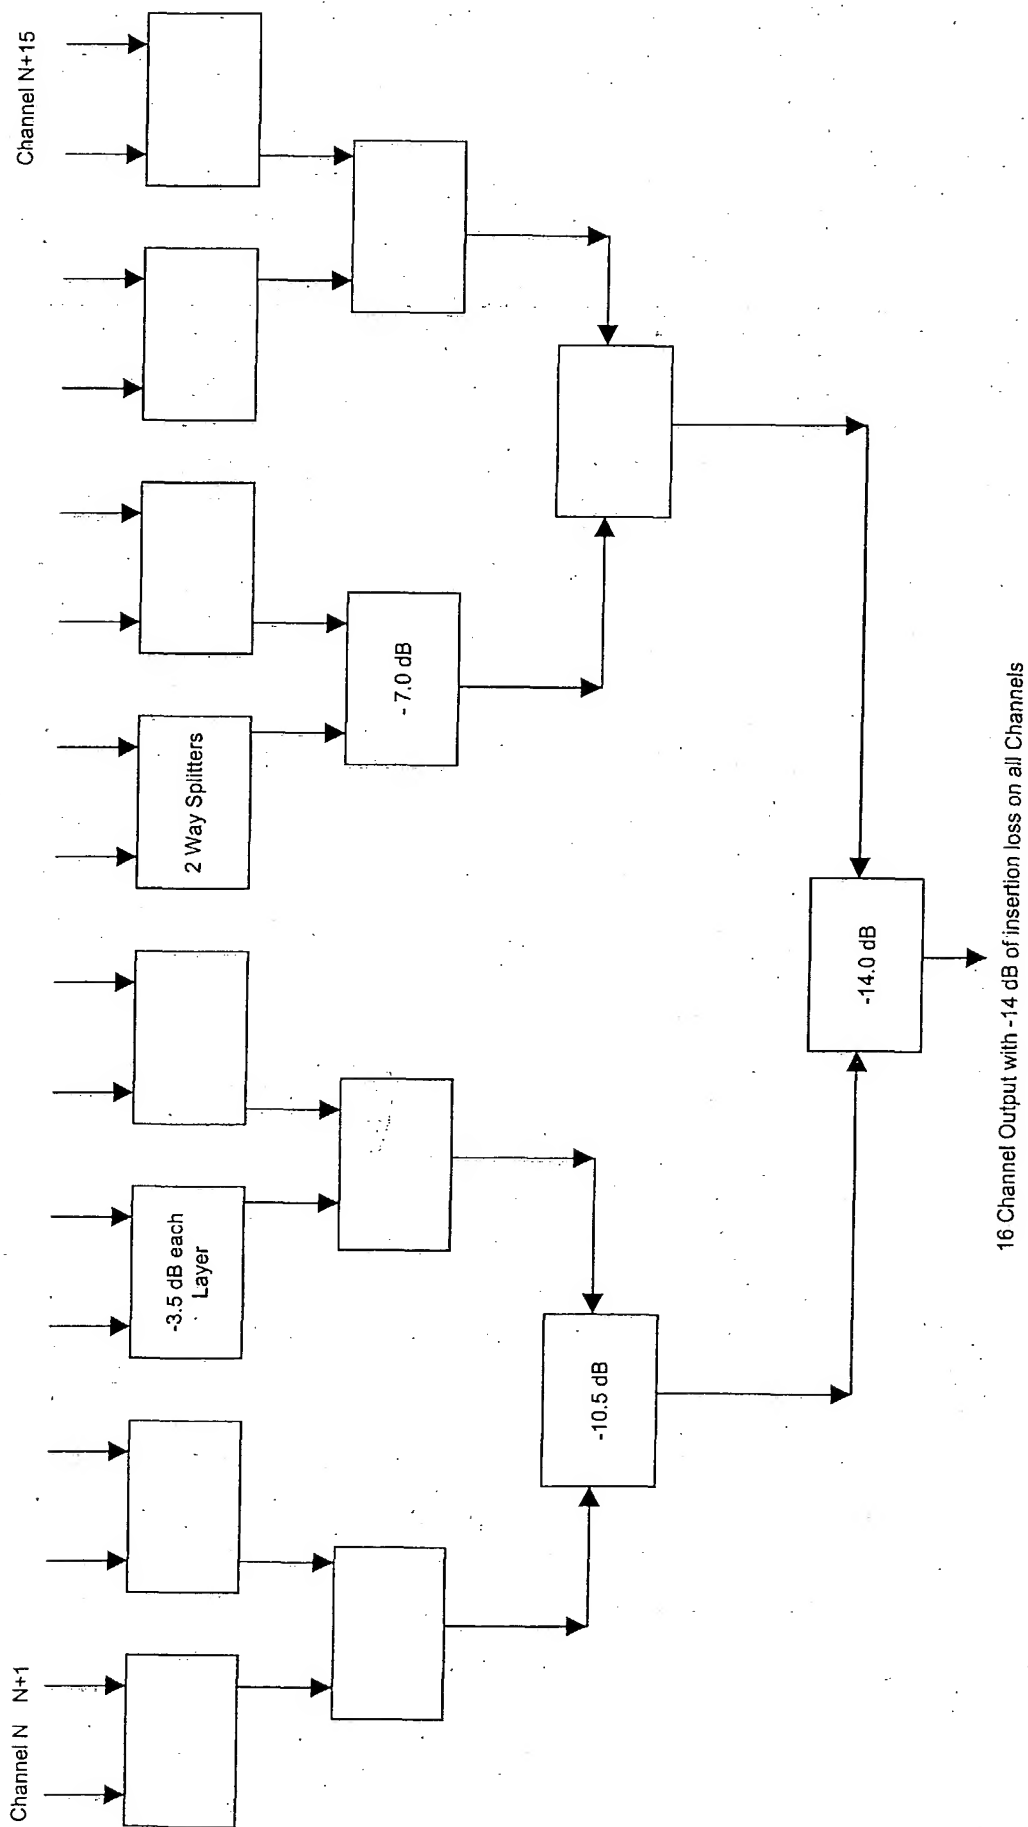 Channel N N+1
Channel N+15
-3.5 dB each
Layer
2 Way Splitters
- 7.0 dB
-10.5 dB
-14.0 dB
16 Channel Output with -14 dB of insertion loss on all Channels